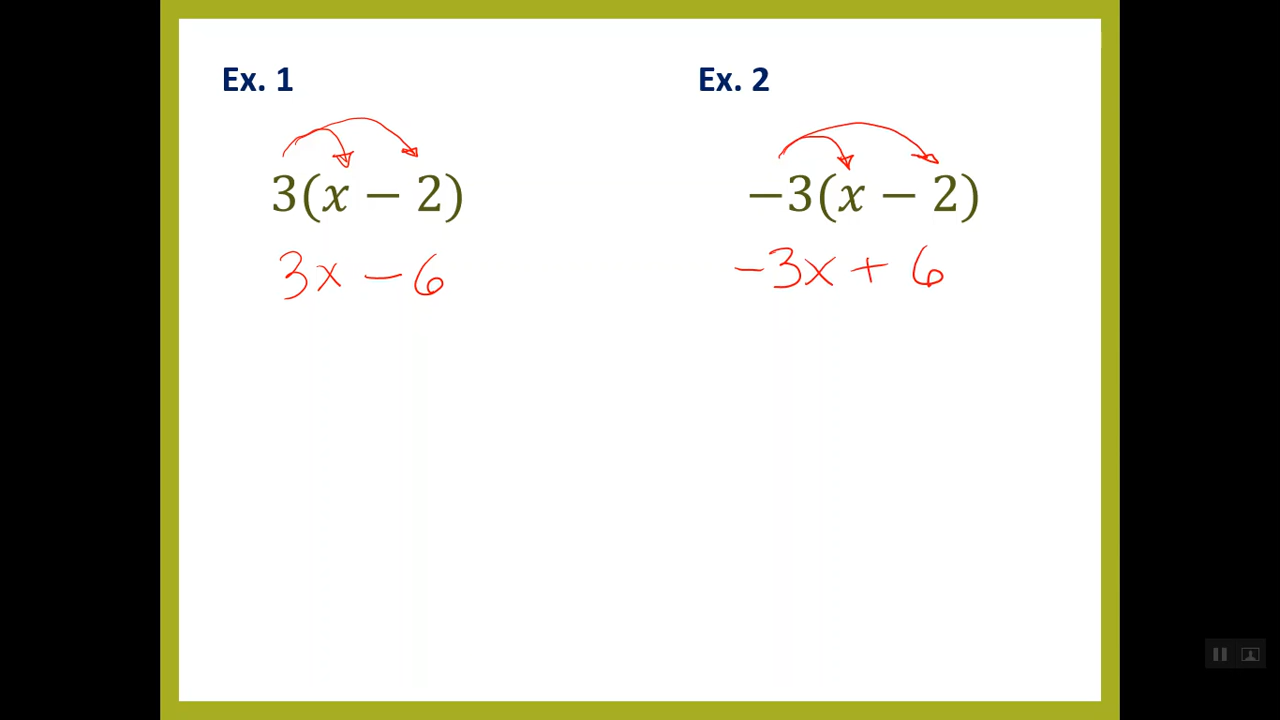 Ex. 1
3(x − 2)
3x − 6
Ex. 2
−3(x − 2)
−3x + 6